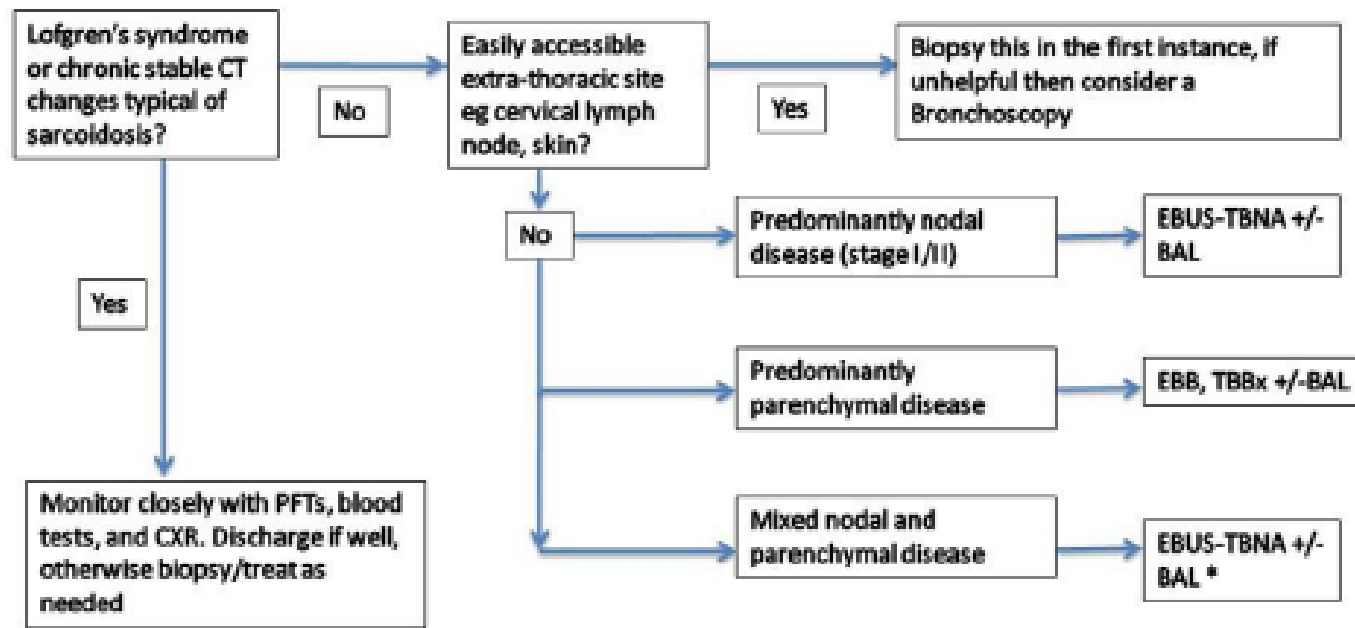 Lofgren's syndrome
or chronic stable CT
changes typical of
sarcoidosis?
No
Easily accessible
extra-thoracic site
eg cervical lymph
node, skin?
Yes
Biopsy this in the first instance, if
unhelpful then consider a
Bronchoscopy
No
Predominantly nodal
disease (stage I/II)
EBUS-TBNA +/-
BAL
Yes
Predominantly
parenchymal disease
EBB, TBBx +/-BAL
Monitor closely with PFTs, blood
tests, and CXR. Discharge if well,
otherwise biopsy/treat as
needed
Mixed nodal and
parenchymal disease
EBUS-TBNA +/-
BAL *